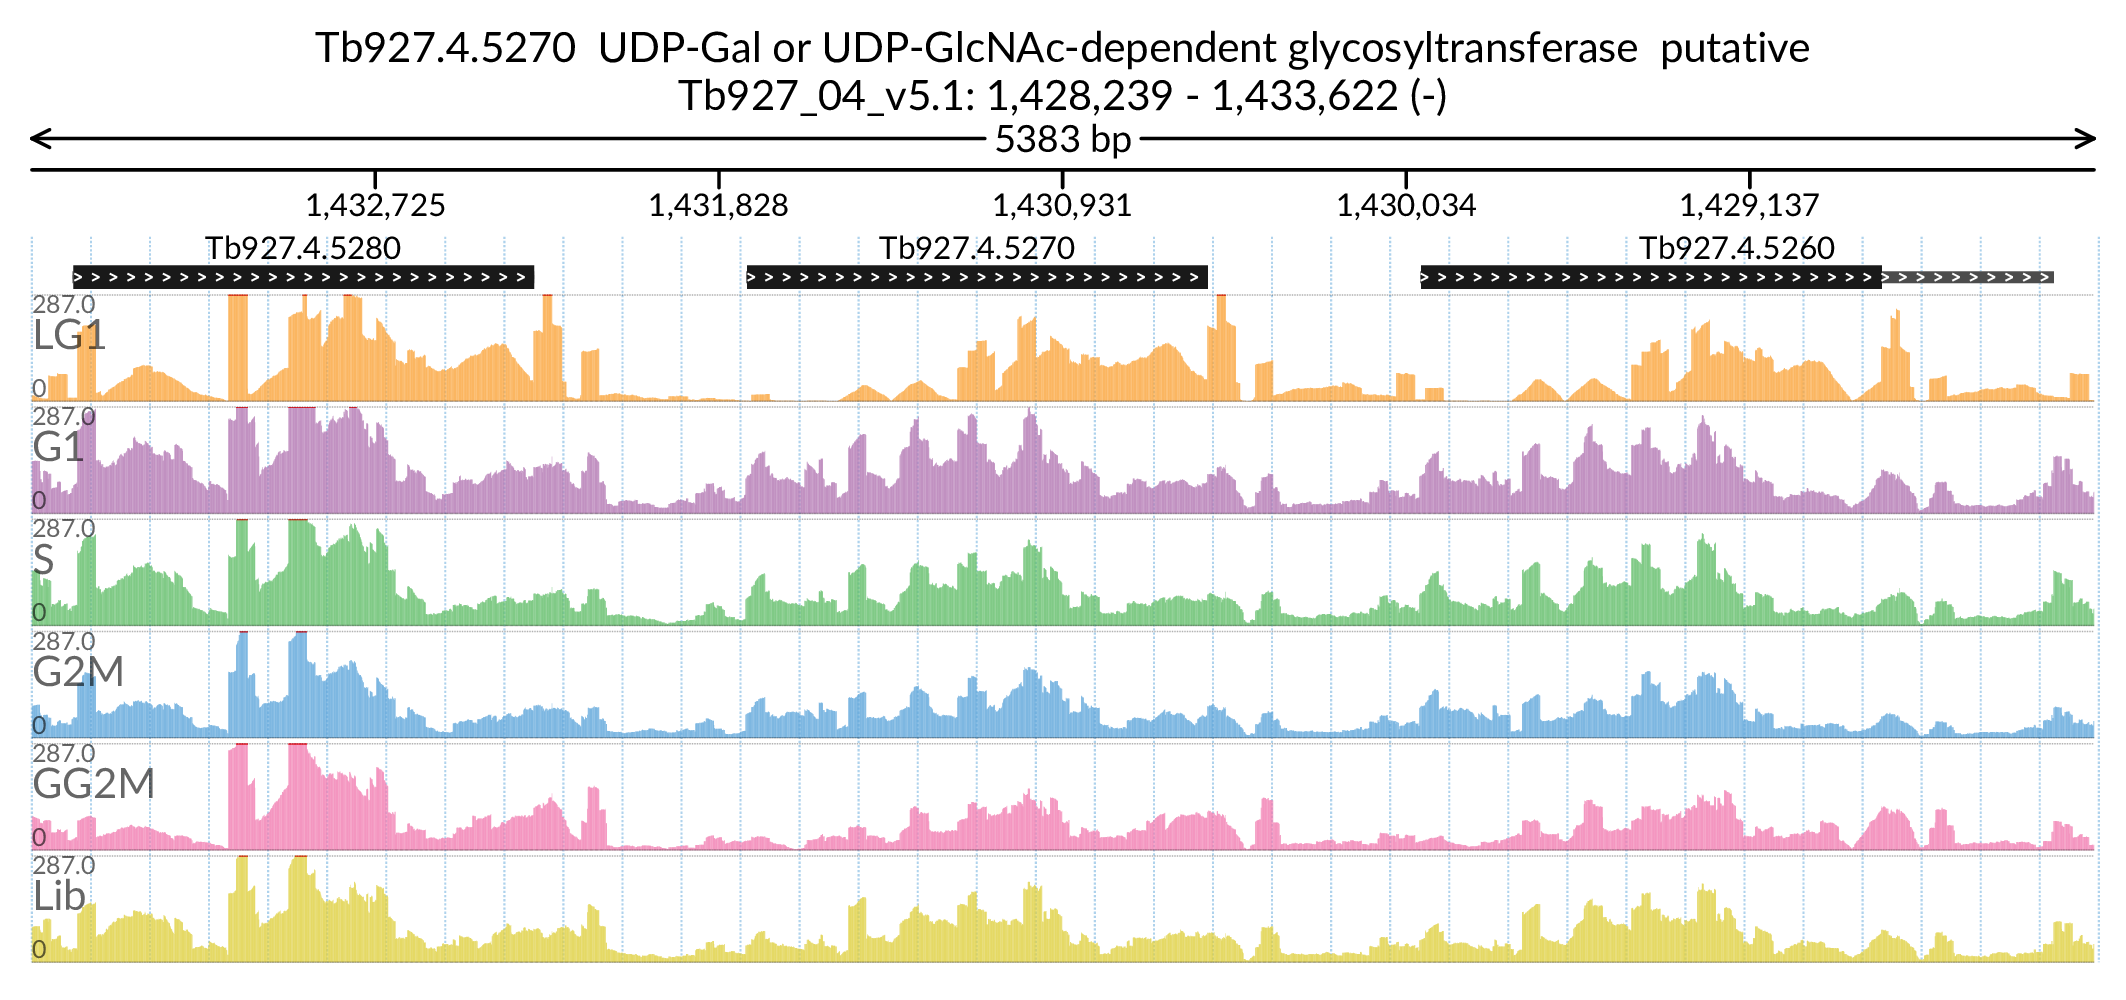 Tb927.4.5270  UDP-Gal or UDP-GlcNAc-dependent glycosyltransferase  putative
Tb927_04_v5.1: 1,428,239 - 1,433,622 (-)
5383 bp
1,432,725 1,431,828 1,430,931 1,430,034 1,429,137
Tb927.4.5280 Tb927.4.5270 Tb927.4.5260
287.0
LG1
0
287.0
G1
0
287.0
S
0
287.0
G2M
0
287.0
GG2M
0
287.0
Lib
0